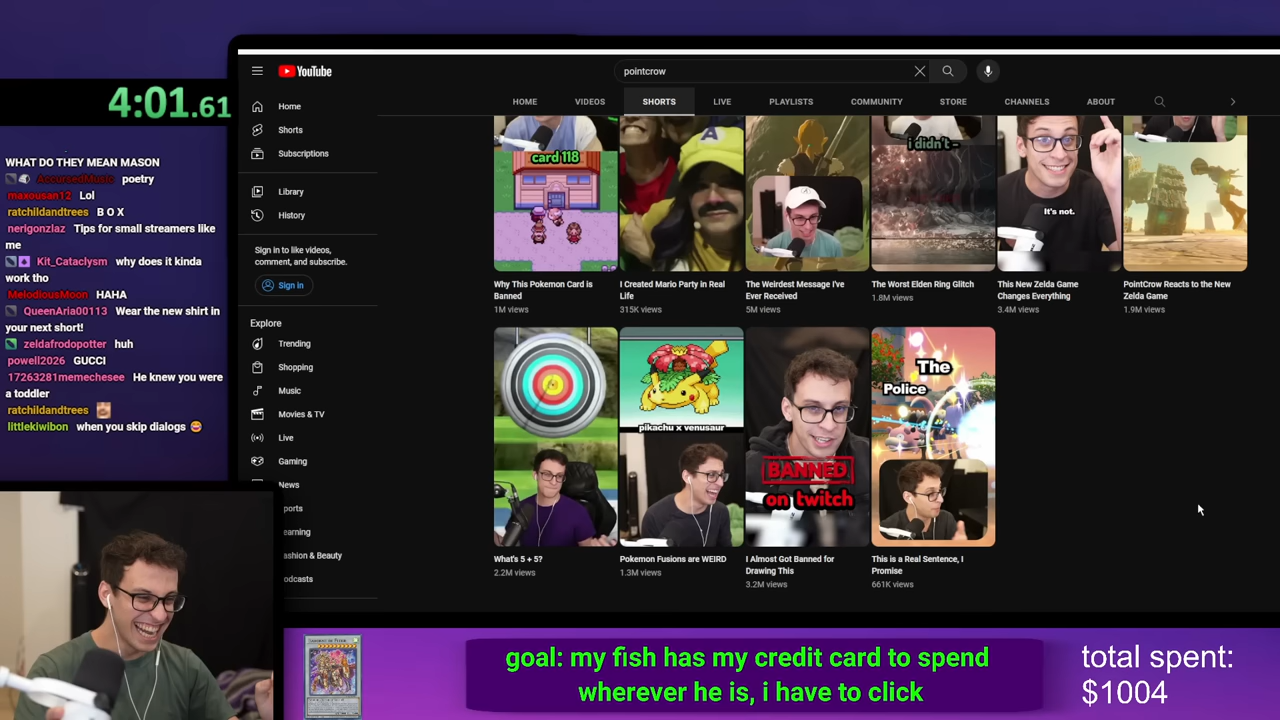 4:01.61
WHAT DO THEY MEAN MASON
AccursedMusic poetry
maxousan12 Lol
ratchildandtrees B O X
nerigonzlaz Tips for small streamers like
me
Kit_Cataclysm why does it kinda
work tho
MelodiousMoon HAHA
QueenAria00113 Wear the new shirt in
your next short!
zeldafrodopotter huh
powell2026 GUCCI
17263281memechesee He knew you were
a toddler
ratchildandtrees
littlekiwibon when you skip dialogs
YouTube
pointcrow
Home
Shorts
Subscriptions
Library
History
Sign in to like videos,
comment, and subscribe.
Sign in
Explore
Trending
Shopping
Music
Movies & TV
Live
Gaming
News
ports
earning
ashion & Beauty
odcasts
HOME VIDEOS SHORTS LIVE PLAYLISTS COMMUNITY STORE CHANNELS ABOUT
card 118
i didn't -
It's not.
Why This Pokemon Card is
Banned
1M views
I Created Mario Party in Real
Life
315K views
The Weirdest Message I've
Ever Received
5M views
The Worst Elden Ring Glitch
1.8M views
This New Zelda Game
Changes Everything
3.4M views
PointCrow Reacts to the New
Zelda Game
1.9M views
pikachu x venusaur
BANNED
on twitch
The
Police
What's 5 + 5?
2.2M views
Pokemon Fusions are WEIRD
1.3M views
I Almost Got Banned for
Drawing This
3.2M views
This is a Real Sentence, I
Promise
661K views
goal: my fish has my credit card to spend
wherever he is, i have to click
total spent:
$1004